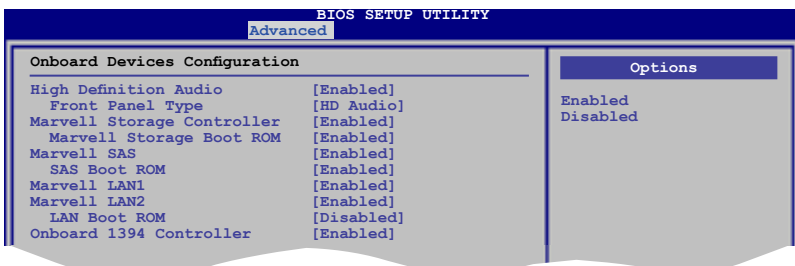 BIOS SETUP UTILITY
Advanced
Onboard Devices Configuration
High Definition Audio [Enabled]
Front Panel Type [HD Audio]
Marvell Storage Controller [Enabled]
Marvell Storage Boot ROM [Enabled]
Marvell SAS [Enabled]
SAS Boot ROM [Enabled]
Marvell LAN1 [Enabled]
Marvell LAN2 [Enabled]
LAN Boot ROM [Disabled]
Onboard 1394 Controller [Enabled]
Options
Enabled
Disabled